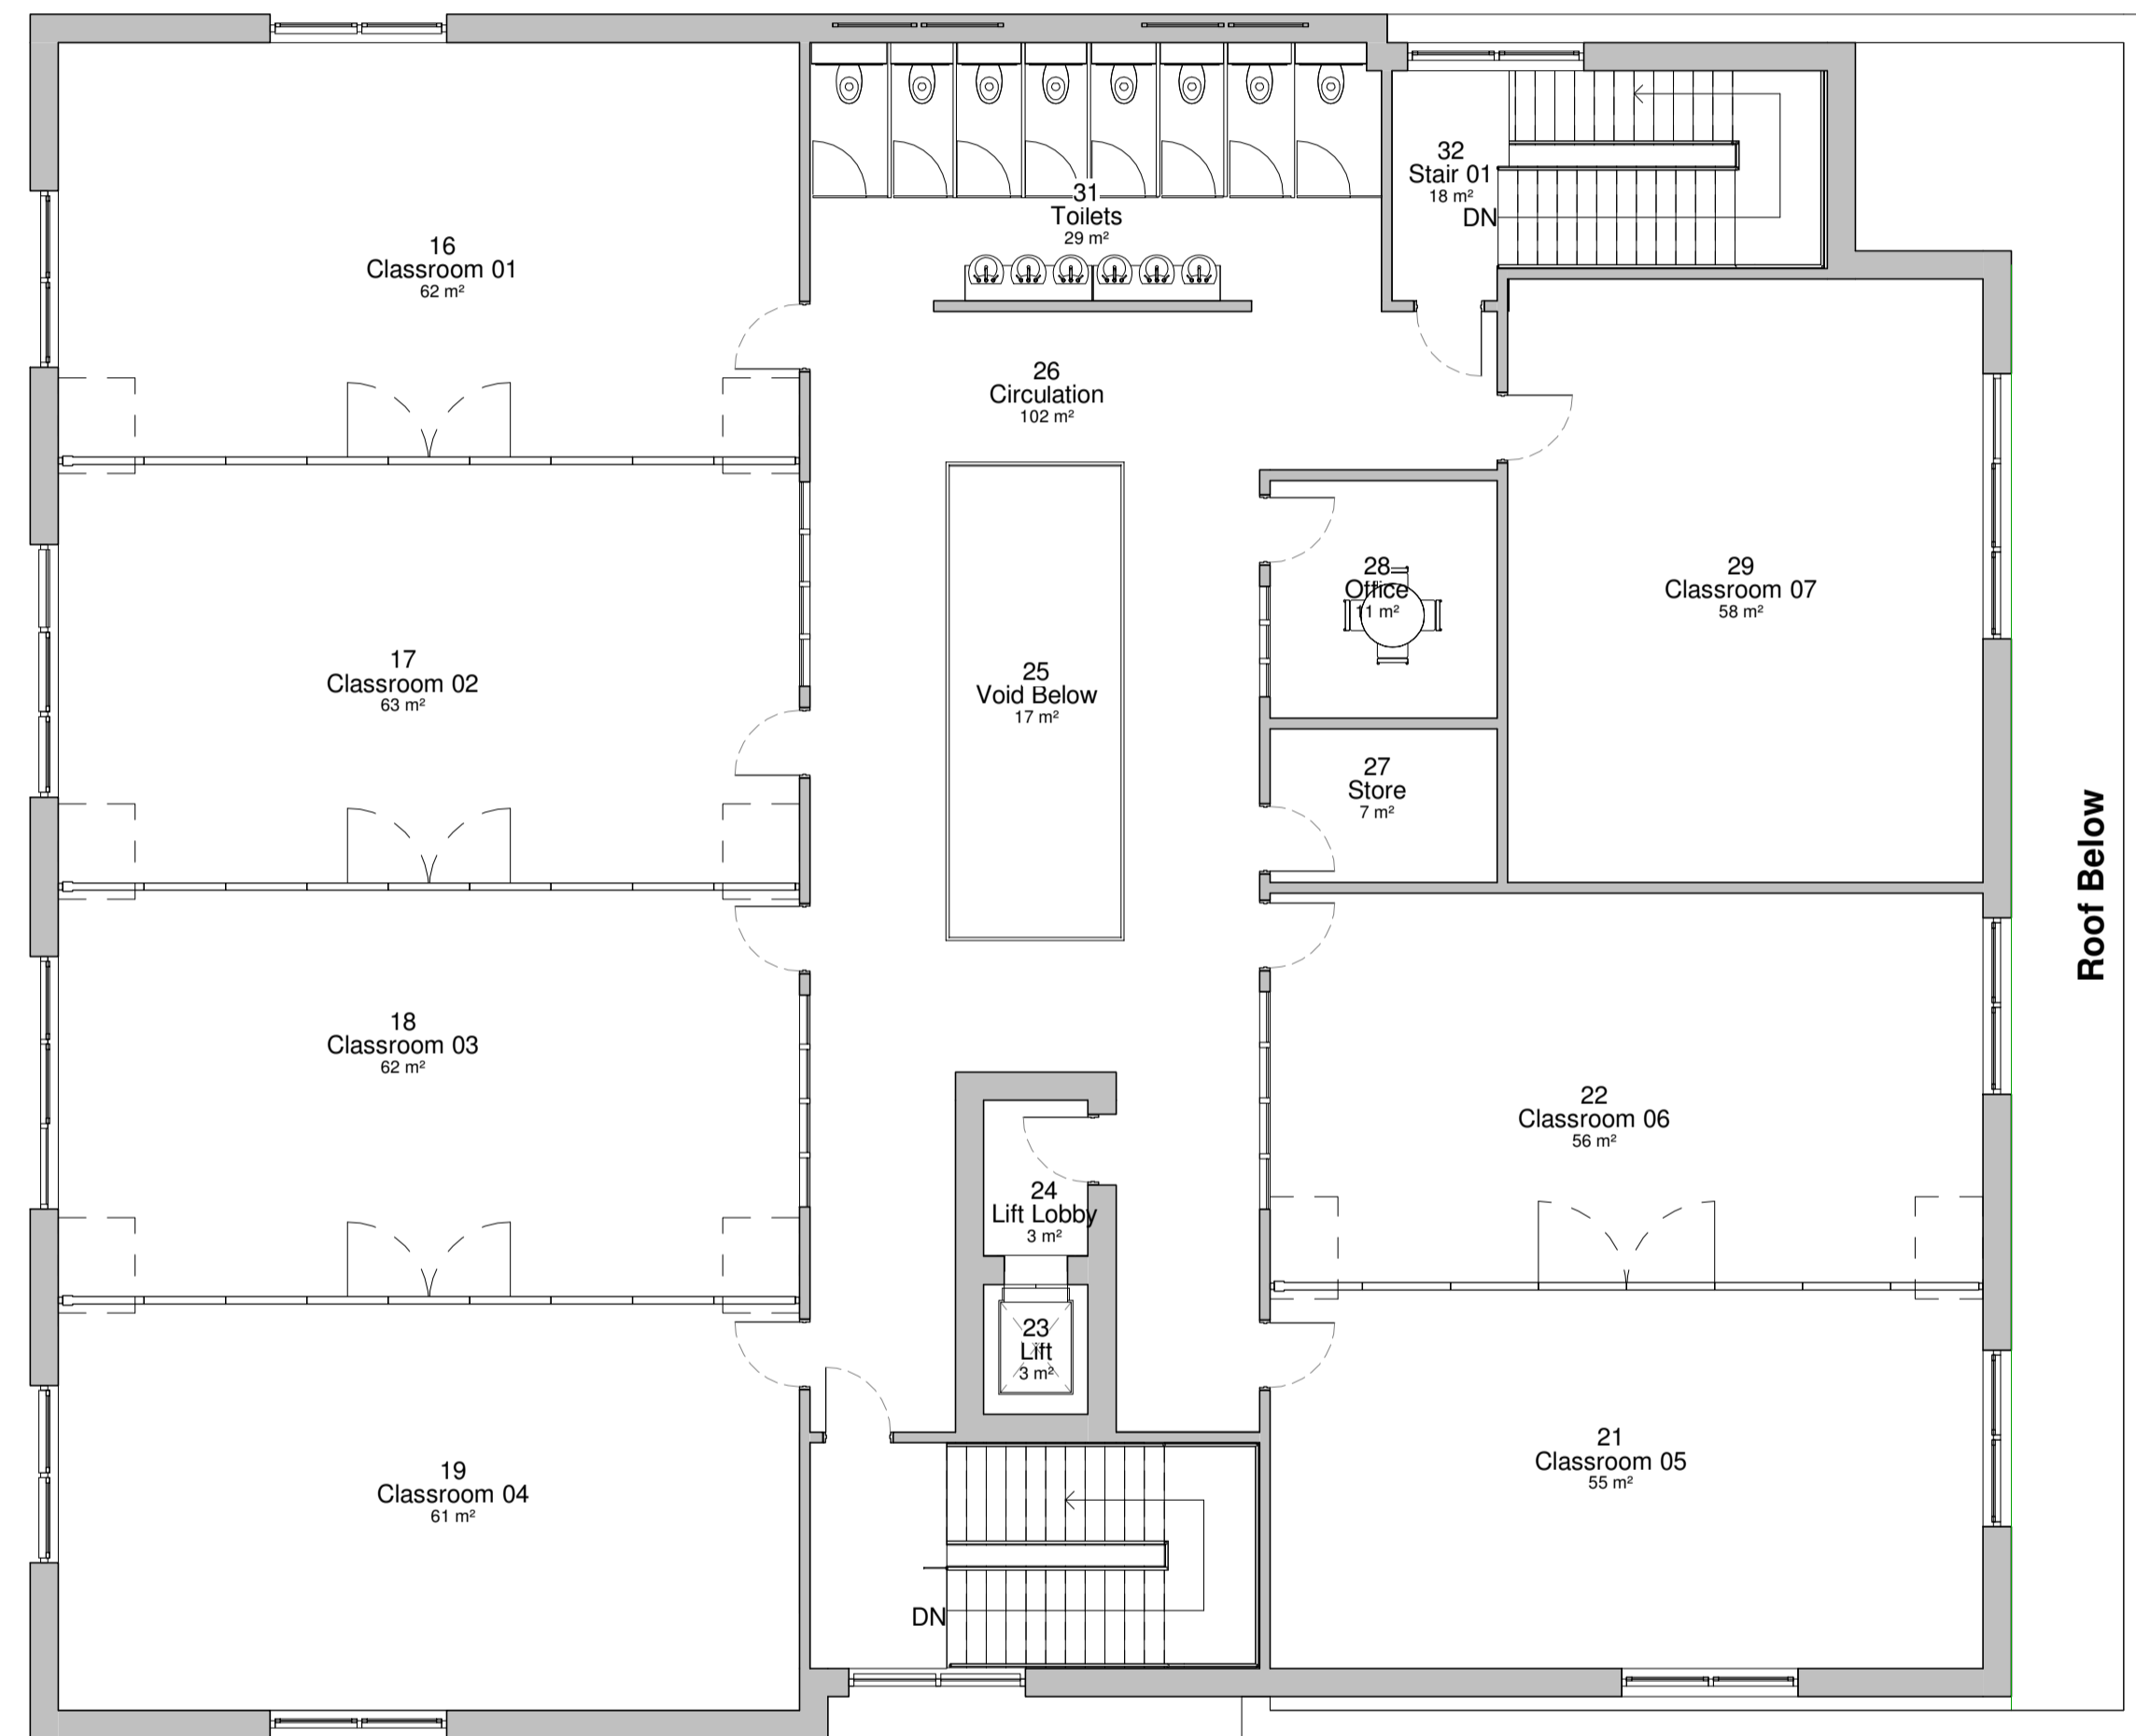 16
Classroom 01
62 m²
31
Toilets
29 m²
32
Stair 01
18 m²
DN
26
Circulation
102 m²
17
Classroom 02
63 m²
25
Void Below
17 m²
28
Office
11 m²
29
Classroom 07
58 m²
27
Store
7 m²
Roof Below
18
Classroom 03
62 m²
24
Lift Lobby
3 m²
22
Classroom 06
56 m²
23
Lift
3 m²
19
Classroom 04
61 m²
21
Classroom 05
55 m²
DN